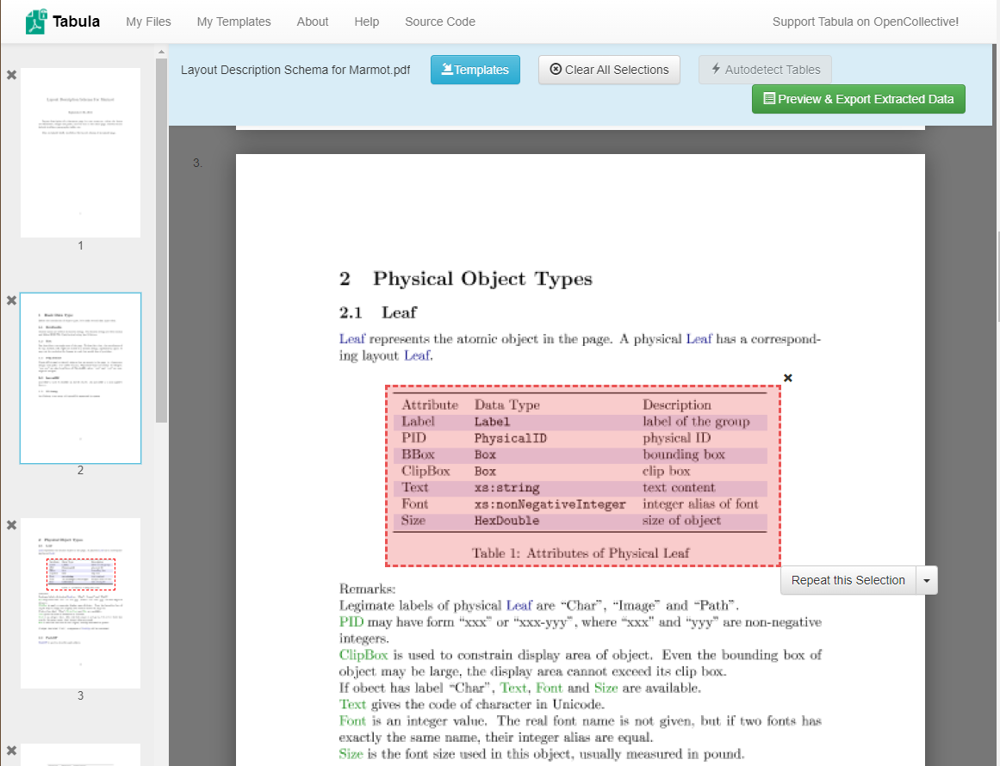 Tabula My Files My Templates About Help Source Code Support Tabula on OpenCollective!
Layout Description Schema for Marmot.pdf Templates Clear All Selections Autodetect Tables
Preview & Export Extracted Data
1
2
3
3.
2 Physical Object Types
2.1 Leaf
Leaf represents the atomic object in the page. A physical Leaf has a correspond-
ing layout Leaf.
Attribute Data Type Description
Label Label label of the group
PID PhysicalID physical ID
BBox Box bounding box
ClipBox Box clip box
Text xs:string text content
Font xs:nonNegativeInteger integer alias of font
Size HexDouble size of object
Table 1: Attributes of Physical Leaf
Repeat this Selection
Remarks:
Legimate labels of physical Leaf are “Char”, “Image” and “Path”.
PID may have form “xxx” or “xxx-yyy”, where “xxx” and “yyy” are non-negative
integers.
ClipBox is used to constrain display area of object. Even the bounding box of
object may be large, the display area cannot exceed its clip box.
If obect has label “Char”, Text, Font and Size are available.
Text gives the code of character in Unicode.
Font is an integer value. The real font name is not given, but if two fonts has
exactly the same name, their integer alias are equal.
Size is the font size used in this object, usually measured in pound.